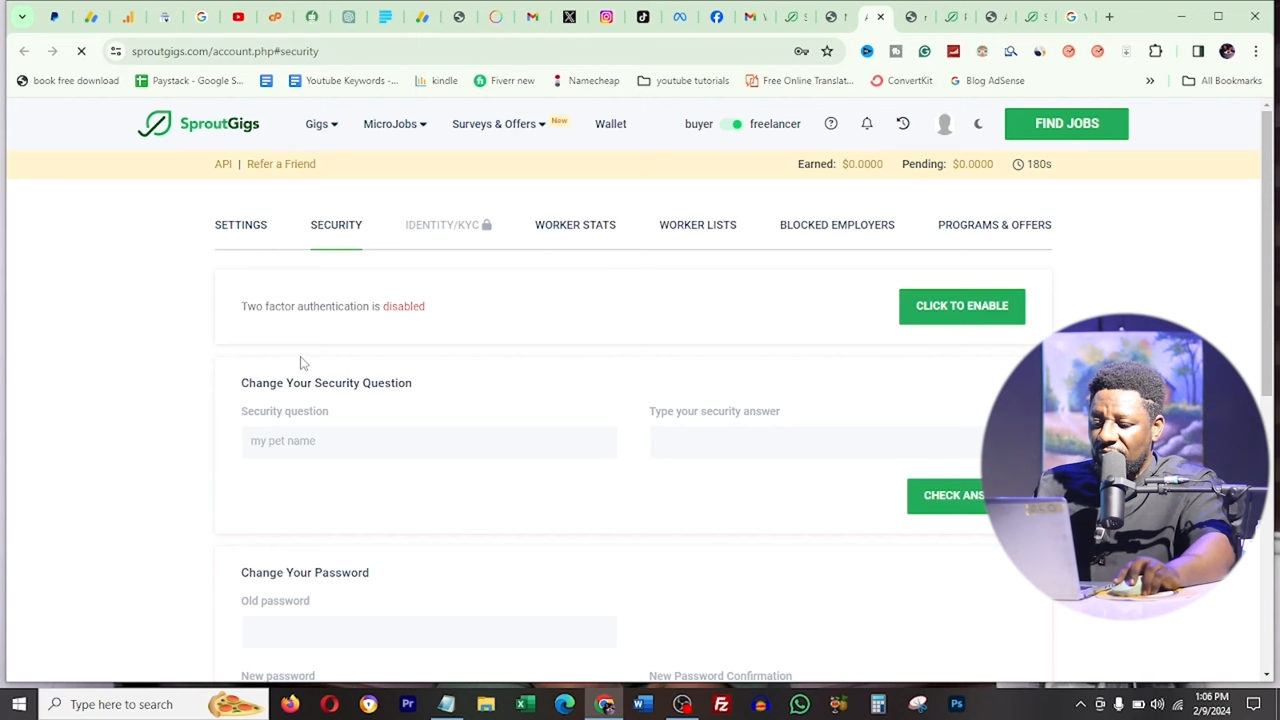 sproutgigs.com/account.php#security
book free download
Paystack - Google S...
Youtube Keywords -...
kindle
Fiverr new
Namecheap
youtube tutorials
Free Online Translat...
ConvertKit
Blog AdSense
»
All Bookmarks
SproutGigs
Gigs
MicroJobs
Surveys & Offers
New
Wallet
buyer
freelancer
FIND JOBS
API | Refer a Friend
Earned: $0.0000 Pending: $0.0000 180s
SETTINGS
SECURITY
IDENTITY/KYC
WORKER STATS
WORKER LISTS
BLOCKED EMPLOYERS
PROGRAMS & OFFERS
Two factor authentication is disabled
CLICK TO ENABLE
Change Your Security Question
Security question
Type your security answer
my pet name
CHECK ANS
Change Your Password
Old password
New password
New Password Confirmation
Type here to search
1:06 PM
2/9/2024